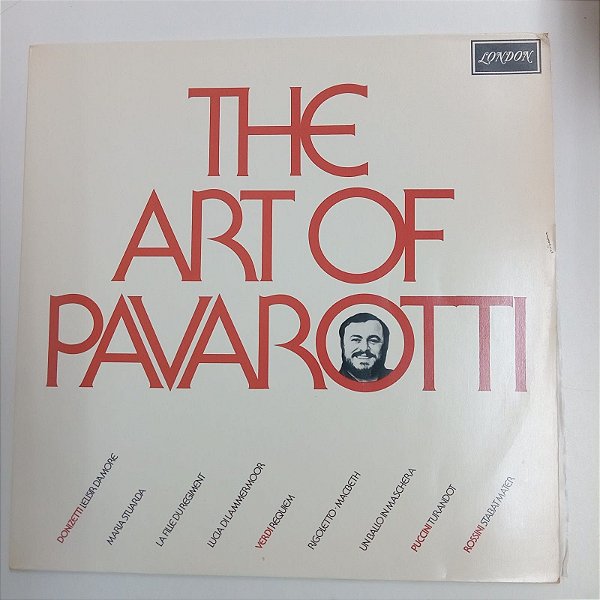 LONDON
THE
ART OF
PAVAROTTI
DONIZETTI L'ELISIR D'AMORE
MARIA STUARDA
LA FILLE DU REGIMENT
LUCIA DI LAMMERMOOR
VERDI REQUIEM
RIGOLETTO · MACBETH
UN BALLO IN MASCHERA
PUCCINI TURANDOT
ROSSINI STABAT MATER